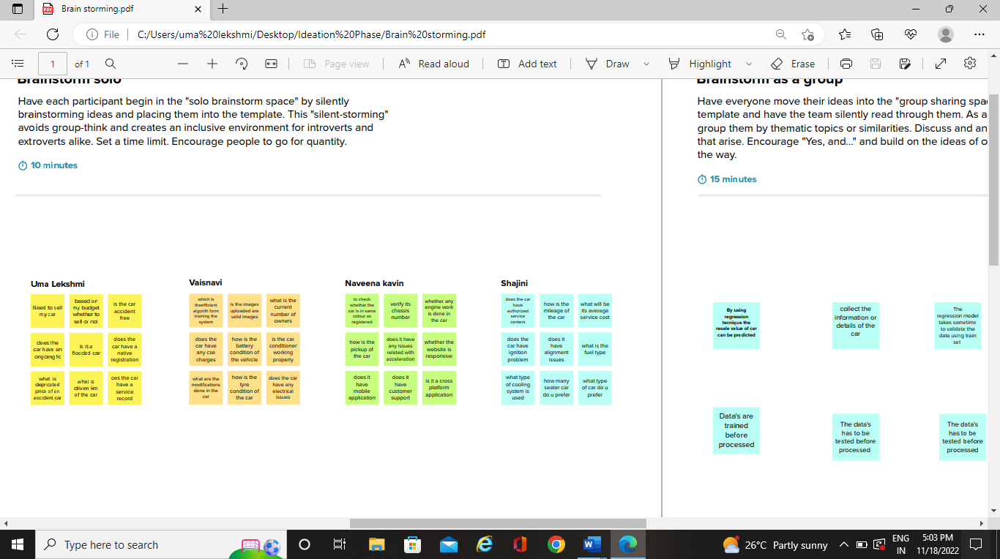 Brain storming.pdf
File
C:/Users/uma%20lekshmi/Desktop/Ideation%20Phase/Brain%20storming.pdf
1
of 1
Page view
Read aloud
Add text
Draw
Highlight
Erase
Brainstorm solo
Have each participant begin in the "solo brainstorm space" by silently
brainstorming ideas and placing them into the template. This "silent-storming"
avoids group-think and creates an inclusive environment for introverts and
extroverts alike. Set a time limit. Encourage people to go for quantity.
10 minutes
Brainstorm as a group
Have everyone move their ideas into the "group sharing spa
template and have the team silently read through them. As a
group them by thematic topics or similarities. Discuss and an
that arise. Encourage "Yes, and..." and build on the ideas of o
the way.
15 minutes
Uma Lekshmi
Need to sell
my car
based on
my budget
whether to
sell or not
is the car
accident
free
does the
car have an
ongoing fc
is it a
flooded car
does the
car have a
native
registration
what is
depricated
price of an
accident car
what is
driven km
of the car
oes the car
have a
service
record
Vaisnavi
which is
theefficient
algorith form
training the
system
is the images
uploaded are
valid images
what is the
current
number of
owners
does the
car have
any cse
charges
how is the
battery
condition of
the vehicle
is the car
conditioner
working
properly
what are the
modifications
done in the
car
how is the
tyre
condition of
the car
does the car
have any
electrical
issues
Naveena kavin
to check
whether the
car is in same
colour as
registered
verify its
chassis
number
whether any
engine work
is done in
the car
how is the
pickup of
the car
does it have
any issues
related with
acceleration
whether the
website is
responsive
does it
have
mobile
application
does it
have
customer
support
is it a cross
platform
application
Shajini
does the car
have
authorized
service
centers
how is the
mileage of
the car
what will be
its average
service cost
does the
car have
ignition
problem
does it
have
alignment
issues
what is the
fuel type
what type
of cooling
system is
used
how many
seater car
do u prefer
what type
of car do u
prefer
By using
regression
tecnique the
resale value of car
can be predicted
collect the
information or
details of the
car
The
regression model
takes sometime
to validate the
data using train
set
Data's are
trained
before
processed
The data's
has to be
tested before
processed
The data's
has to be
tested before
processed
Type here to search
26°C Partly sunny
ENG
IN
5:03 PM
11/18/2022